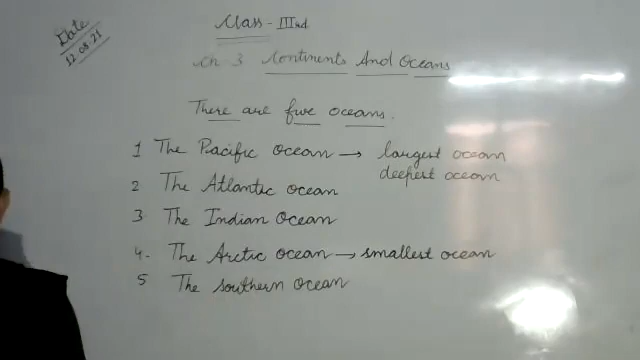 Date
12.08.21
Class - IIIrd
Ch 3 Continents And Oceans
There are five oceans.
1 The Pacific ocean → largest ocean
deepest ocean
2 The Atlantic ocean
3 The Indian Ocean
4. The Arctic ocean → smallest ocean
5 The Southern Ocean